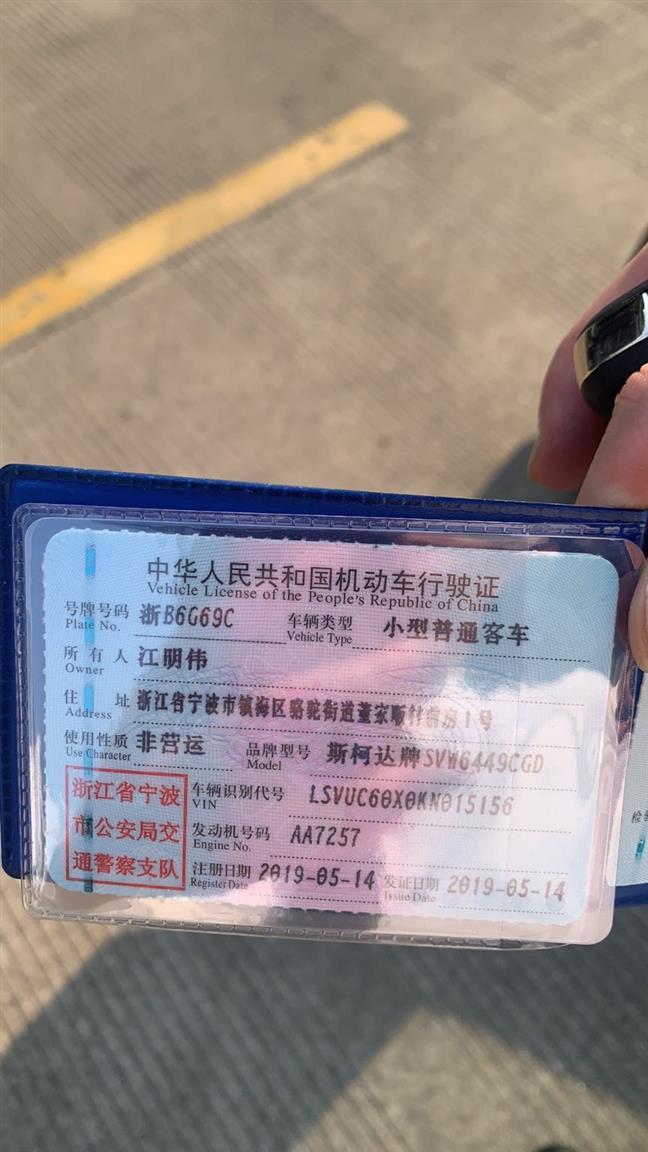 中华人民共和国机动车行驶证
Vehicle License of the People's Republic of China
号牌号码 浙B6G69C 车辆类型 小型普通客车
Plate No. Vehicle Type
所有人 江明伟
Owner
住址 浙江省宁波市镇海区骆驼街道董家畈村前房1号
Address
使用性质 非营运 品牌型号 斯柯达牌SVW6449CGD
Use Character Model
浙江省宁波
市公安局交
通警察支队
车辆识别代号 LSVUC60X0KN015156
VIN
发动机号码 AA7257
Engine No.
注册日期 2019-05-14 发证日期 2019-05-14
Register Date Issue Date